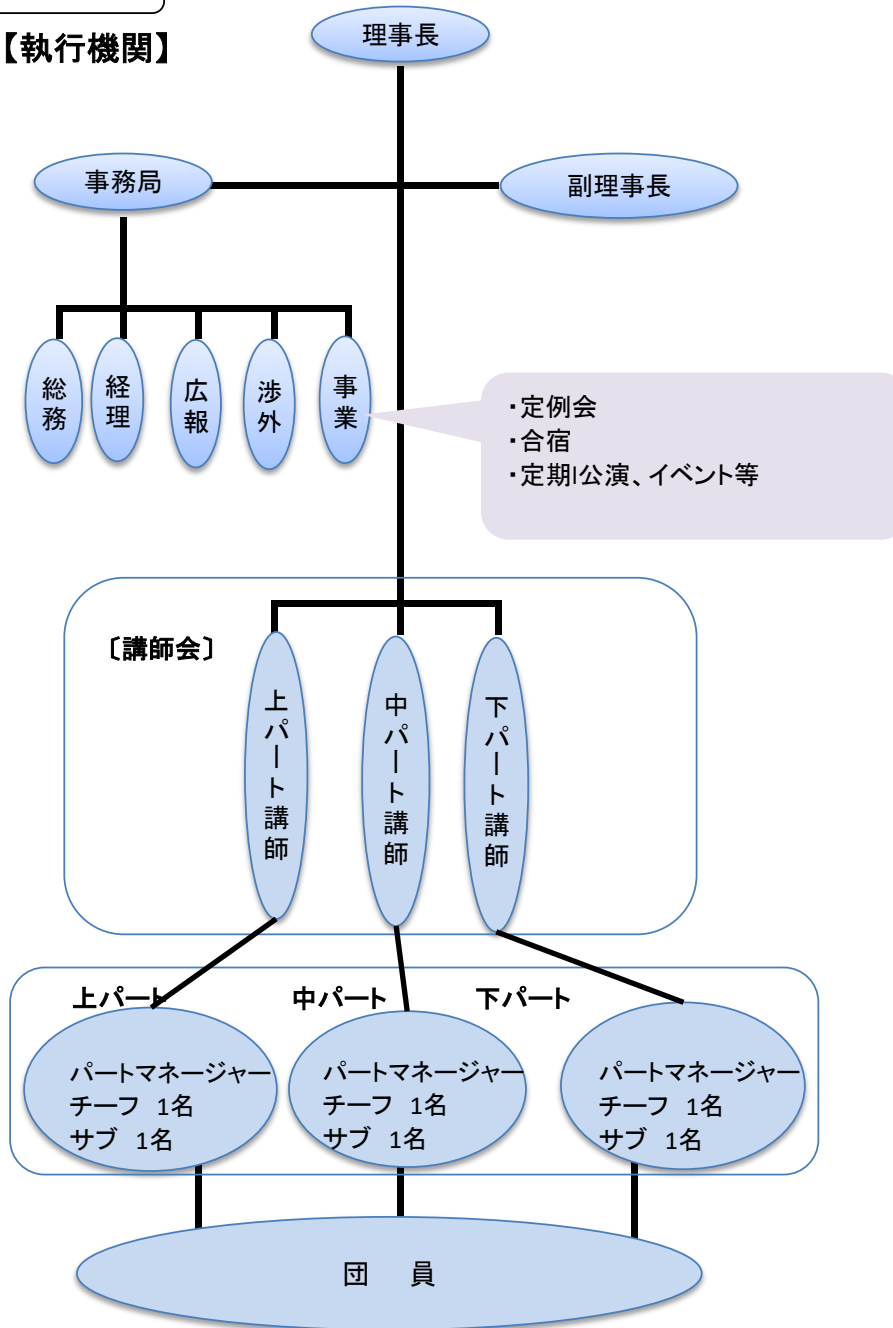 【執行機関】
理事長
事務局
副理事長
総務
経理
広報
渉外
事業
・定例会
・合宿
・定期|公演、イベント等
〔講師会〕
上パート講師
中パート講師
下パート講師
上パート
中パート
下パート
パートマネージャー
チーフ 1名
サブ 1名
パートマネージャー
チーフ 1名
サブ 1名
パートマネージャー
チーフ 1名
サブ 1名
団　員